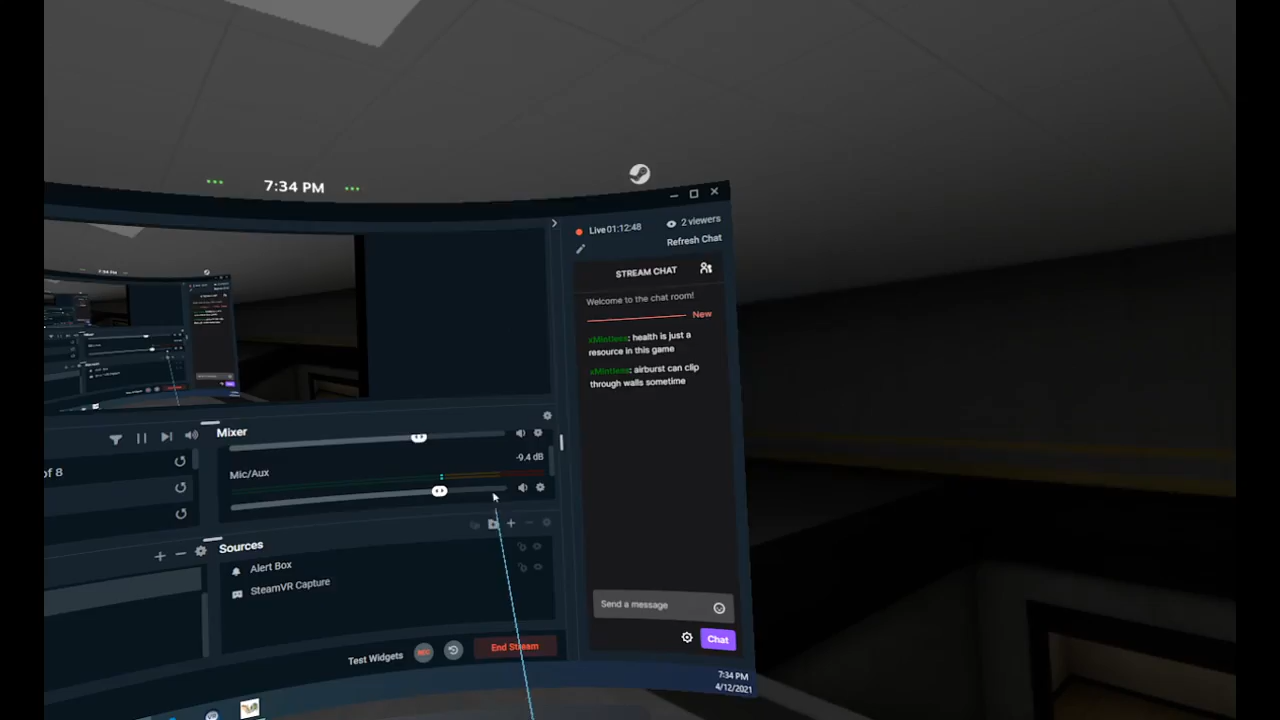 7:34 PM
Live 01:12:48
2 viewers
Refresh Chat
STREAM CHAT
Welcome to the chat room!
New
xMintless: health is just a
resource in this game
xMintless: airburst can clip
through walls sometime
Mixer
of 8
-9.4 dB
Mic/Aux
Sources
Alert Box
SteamVR Capture
Send a message
Test Widgets
REC
End Stream
Chat
7:34 PM
4/12/2021